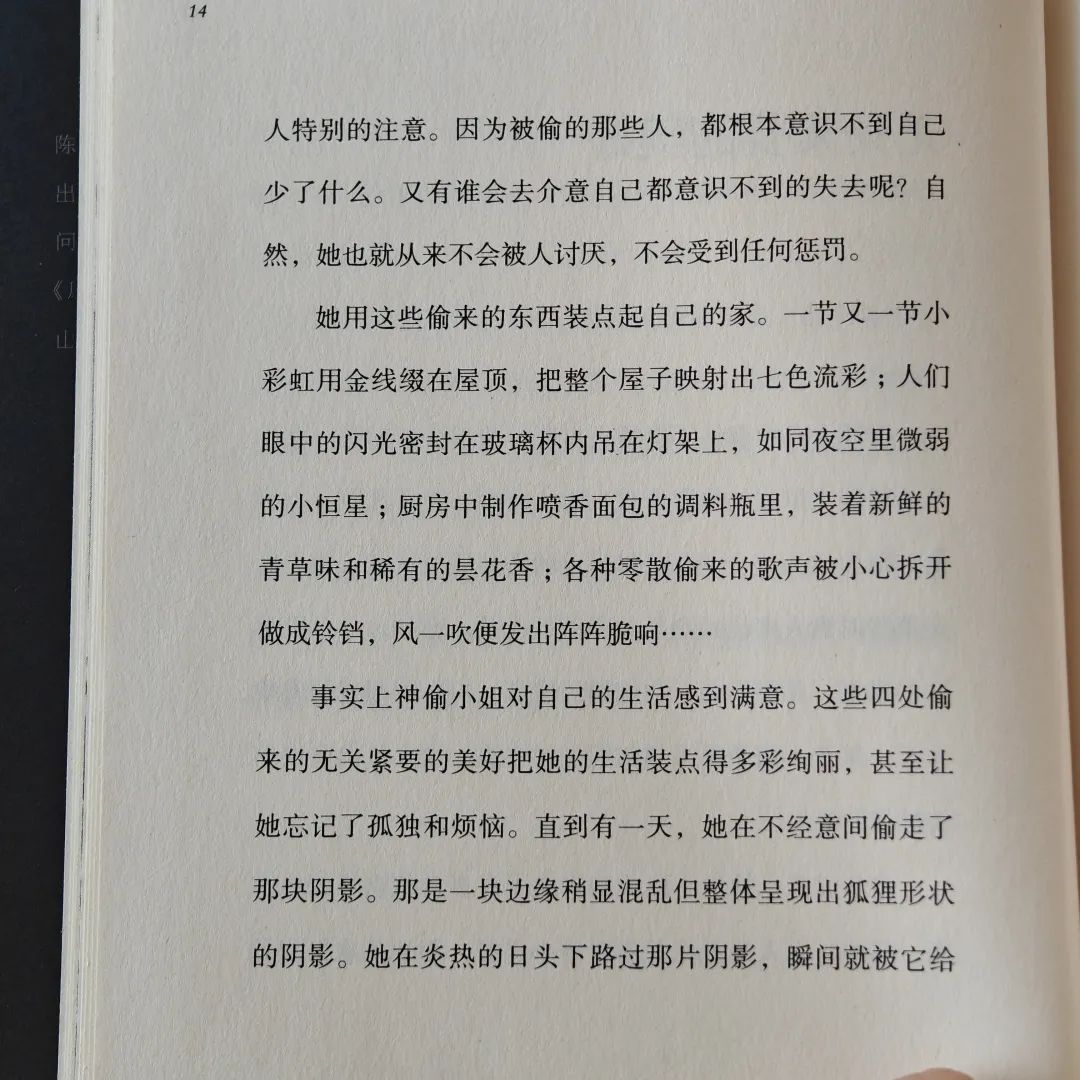 14
人特别的注意。因为被偷的那些人，都根本意识不到自己
少了什么。又有谁会去介意自己都意识不到的失去呢？自
然，她也就从来不会被人讨厌，不会受到任何惩罚。
她用这些偷来的东西装点起自己的家。一节又一节小
彩虹用金线缀在屋顶，把整个屋子映射出七色流彩；人们
眼中的闪光密封在玻璃杯内吊在灯架上，如同夜空里微弱
的小恒星；厨房中制作喷香面包的调料瓶里，装着新鲜的
青草味和稀有的昙花香；各种零散偷来的歌声被小心拆开
做成铃铛，风一吹便发出阵阵脆响……
事实上神偷小姐对自己的生活感到满意。这些四处偷
来的无关紧要的美好把她的生活装点得多彩绚丽，甚至让
她忘记了孤独和烦恼。直到有一天，她在不经意间偷走了
那块阴影。那是一块边缘稍显混乱但整体呈现出狐狸形状
的阴影。她在炎热的日头下路过那片阴影，瞬间就被它给
陈
出
问
《
山